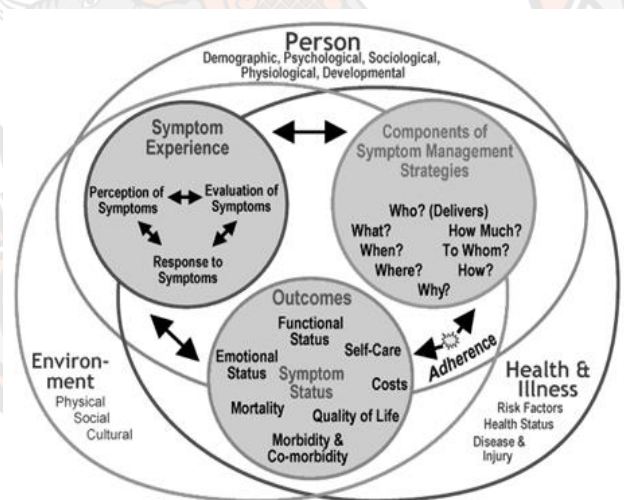 Person
Demographic, Psychological, Sociological,
Physiological, Developmental
Symptom
Experience
Perception of
Symptoms
Evaluation of
Symptoms
Response to
Symptoms
Components of
Symptom Management
Strategies
Who? (Delivers)
What? How Much?
When? To Whom?
Where? How?
Why?
Outcomes
Functional
Status
Emotional
Status
Self-Care
Symptom
Status
Costs
Mortality
Quality of Life
Morbidity &
Co-morbidity
Adherence
Environ-
ment
Physical
Social
Cultural
Health &
Illness
Risk Factors
Health Status
Disease &
Injury